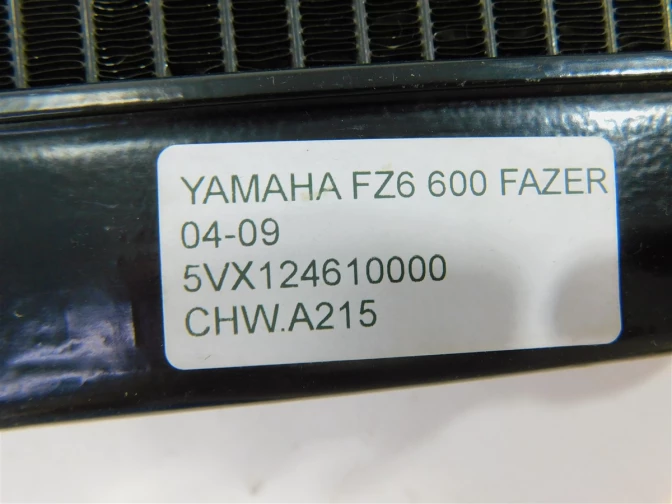 YAMAHA FZ6 600 FAZER
04-09
5VX124610000
CHW.A215